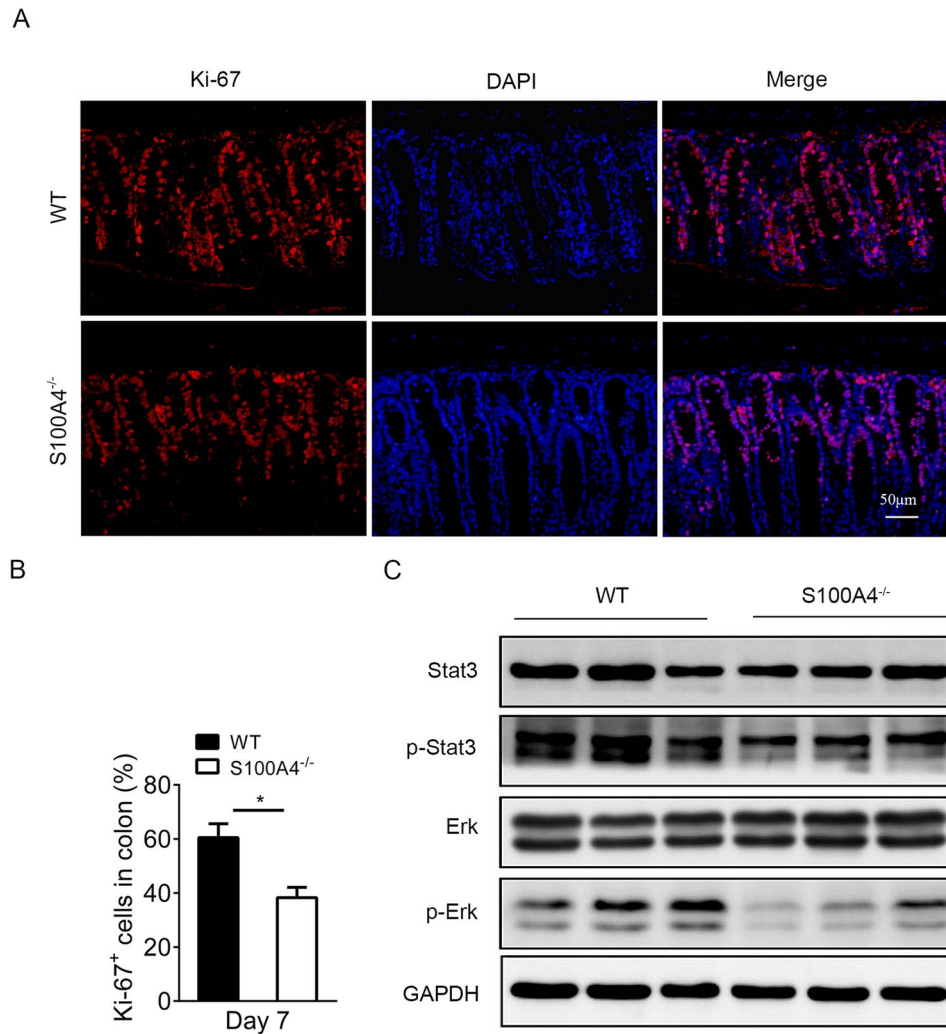 A
Ki-67 DAPI Merge
WT
S100A4-/-
50μm
B
C
WT S100A4-/-
Stat3
p-Stat3
Erk
p-Erk
GAPDH
WT
S100A4-/-
Ki-67+ cells in colon (%)
80
*
60
40
20
0
Day 7